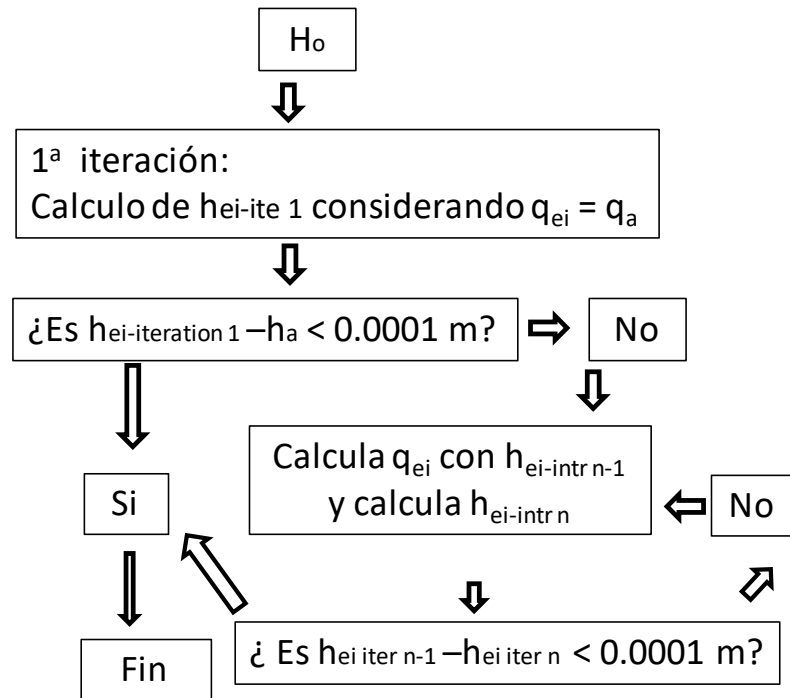 Ho
1ª iteración:
Calculo de hei-ite 1 considerando qei = qa
¿Es hei-iteration 1 –ha < 0.0001 m?
No
Calcula qei con hei-intr n-1
y calcula hei-intr n
Si
No
¿ Es hei iter n-1 –hei iter n < 0.0001 m?
Fin